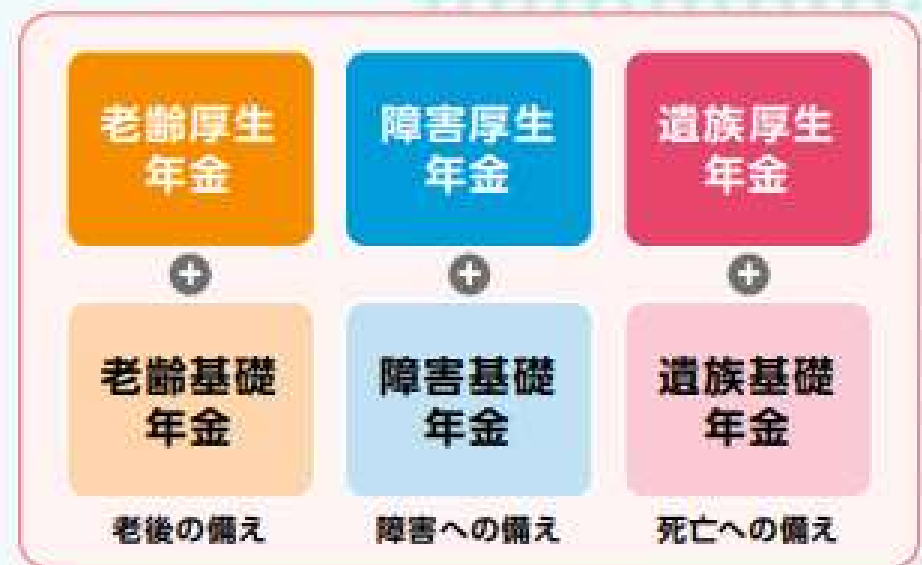 老齢厚生
年金
障害厚生
年金
遺族厚生
年金
+
+
+
老齢基礎
年金
障害基礎
年金
遺族基礎
年金
老後の備え
障害への備え
死亡への備え